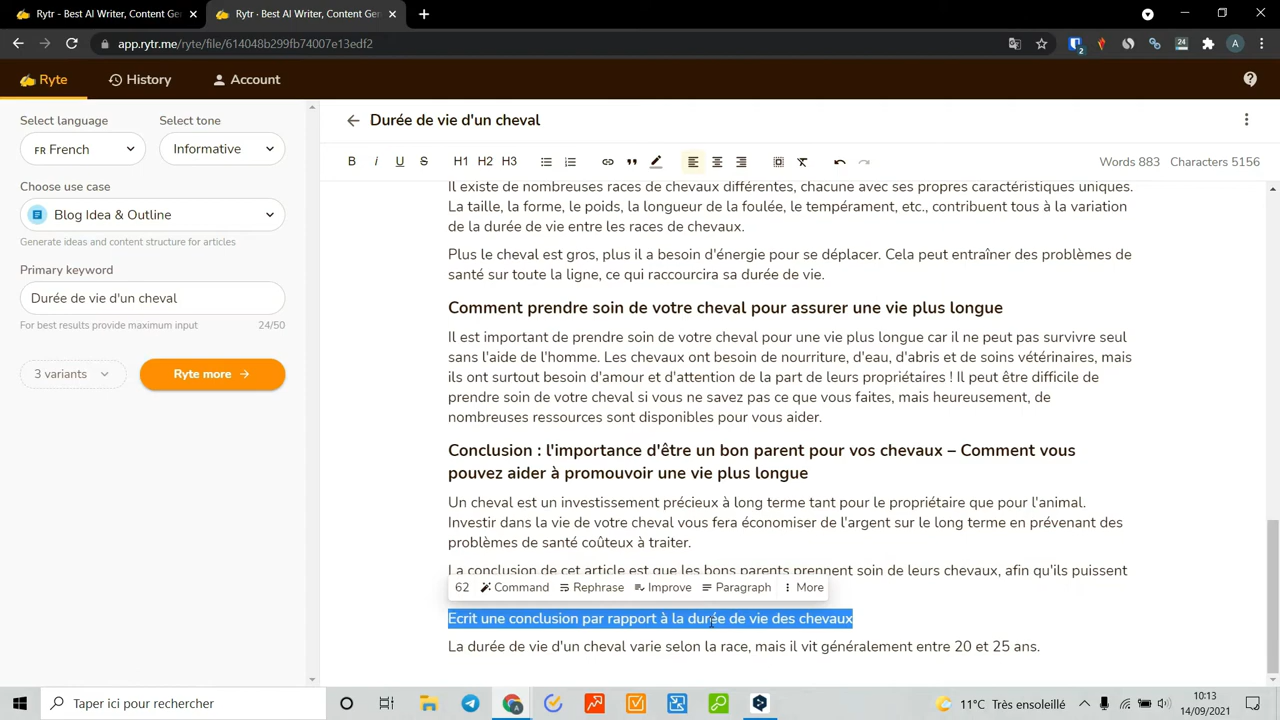 Rytr - Best AI Writer, Content Gen
Rytr - Best AI Writer, Content Gen
app.rytr.me/ryte/file/614048b299fb74007e13edf2
2
24
A
Ryte
History
Account
Select language
Select tone
FR French
Informative
Choose use case
Blog Idea & Outline
Generate ideas and content structure for articles
Primary keyword
Durée de vie d'un cheval
For best results provide maximum input
24/50
3 variants
Ryte more
Durée de vie d'un cheval
B i U S H1 H2 H3
Words 883 Characters 5156
Il existe de nombreuses races de chevaux différentes, chacune avec ses propres caractéristiques uniques.
La taille, la forme, le poids, la longueur de la foulée, le tempérament, etc., contribuent tous à la variation
de la durée de vie entre les races de chevaux.
Plus le cheval est gros, plus il a besoin d'énergie pour se déplacer. Cela peut entraîner des problèmes de
santé sur toute la ligne, ce qui raccourcira sa durée de vie.
Comment prendre soin de votre cheval pour assurer une vie plus longue
Il est important de prendre soin de votre cheval pour une vie plus longue car il ne peut pas survivre seul
sans l'aide de l'homme. Les chevaux ont besoin de nourriture, d'eau, d'abris et de soins vétérinaires, mais
ils ont surtout besoin d'amour et d'attention de la part de leurs propriétaires ! Il peut être difficile de
prendre soin de votre cheval si vous ne savez pas ce que vous faites, mais heureusement, de
nombreuses ressources sont disponibles pour vous aider.
Conclusion : l'importance d'être un bon parent pour vos chevaux – Comment vous
pouvez aider à promouvoir une vie plus longue
Un cheval est un investissement précieux à long terme tant pour le propriétaire que pour l'animal.
Investir dans la vie de votre cheval vous fera économiser de l'argent sur le long terme en prévenant des
problèmes de santé coûteux à traiter.
La conclusion de cet article est que les bons parents prennent soin de leurs chevaux, afin qu'ils puissent
62 Command Rephrase Improve Paragraph More
Ecrit une conclusion par rapport à la durée de vie des chevaux
La durée de vie d'un cheval varie selon la race, mais il vit généralement entre 20 et 25 ans.
Taper ici pour rechercher
11°C Très ensoleillé
10:13
14/09/2021